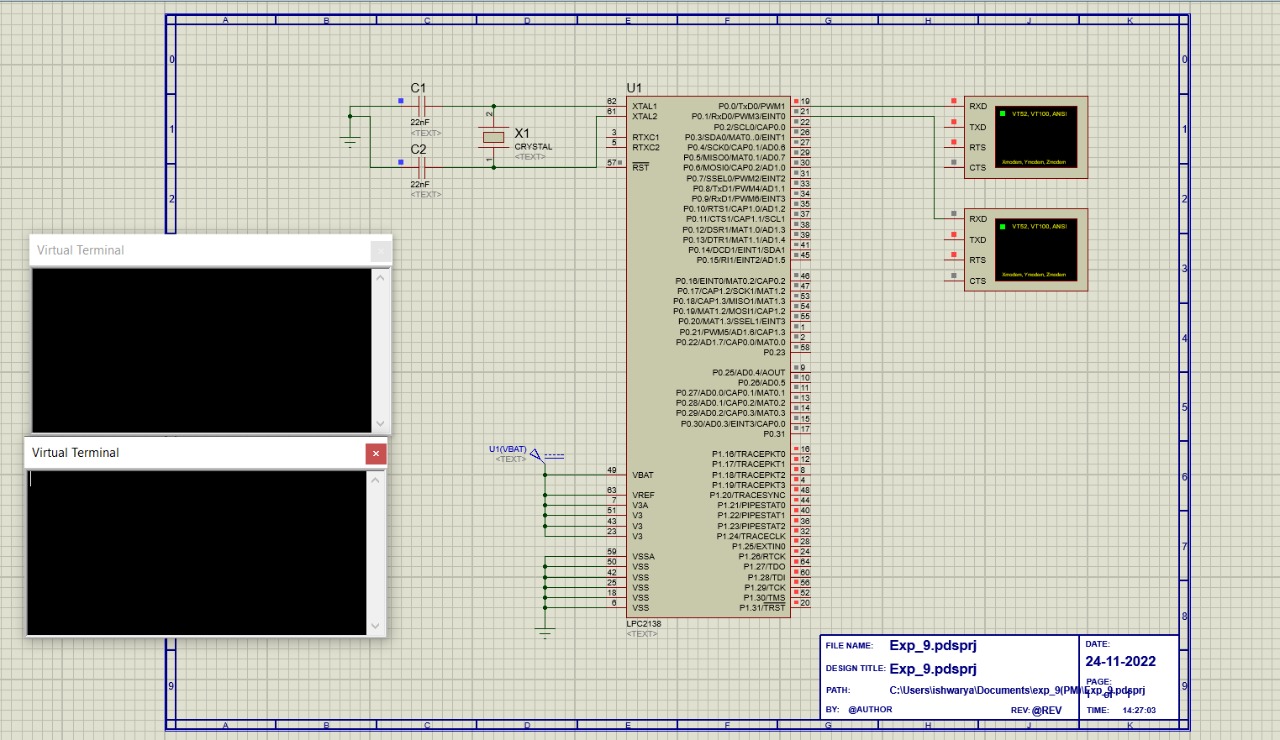 A B C D E F G H J K
0
1
2
3
4
5
6
7
8
9
0
1
2
3
4
5
6
7
8
9
A B C D E F G H J K
C1
22nF
<TEXT>
C2
22nF
<TEXT>
X1
CRYSTAL
<TEXT>
2
1
U1
62 XTAL1
61 XTAL2
3 RTXC1
5 RTXC2
57 RST
49 VBAT
63 VREF
7 V3A
51 V3
43 V3
23 V3
59 VSSA
50 VSS
42 VSS
25 VSS
18 VSS
6 VSS
P0.0/TxD0/PWM1 19
P0.1/RxD0/PWM3/EINT0 21
P0.2/SCL0/CAP0.0 22
P0.3/SDA0/MAT0..0/EINT1 26
P0.4/SCK0/CAP0.1/AD0.6 27
P0.5/MISO0/MAT0.1/AD0.7 29
P0.6/MOSI0/CAP0.2/AD1.0 30
P0.7/SSEL0/PWM2/EINT2 31
P0.8/TxD1/PWM4/AD1.1 33
P0.9/RxD1/PWM6/EINT3 34
P0.10/RTS1/CAP1.0/AD1.2 35
P0.11/CTS1/CAP1.1/SCL1 37
P0.12/DSR1/MAT1.0/AD1.3 38
P0.13/DTR1/MAT1.1/AD1.4 39
P0.14/DCD1/EINT1/SDA1 41
P0.15/RI1/EINT2/AD1.5 45
P0.16/EINT0/MAT0.2/CAP0.2 46
P0.17/CAP1.2/SCK1/MAT1.2 47
P0.18/CAP1.3/MISO1/MAT1.3 53
P0.19/MAT1.2/MOSI1/CAP1.2 54
P0.20/MAT1.3/SSEL1/EINT3 55
P0.21/PWM5/AD1.6/CAP1.3 1
P0.22/AD1.7/CAP0.0/MAT0.0 2
P0.23 58
P0.25/AD0.4/AOUT 9
P0.26/AD0.5 10
P0.27/AD0.0/CAP0.1/MAT0.1 11
P0.28/AD0.1/CAP0.2/MAT0.2 13
P0.29/AD0.2/CAP0.3/MAT0.3 14
P0.30/AD0.3/EINT3/CAP0.0 15
P0.31 17
P1.16/TRACEPKT0 16
P1.17/TRACEPKT1 12
P1.18/TRACEPKT2 8
P1.19/TRACEPKT3 4
P1.20/TRACESYNC 48
P1.21/PIPESTAT0 44
P1.22/PIPESTAT1 40
P1.23/PIPESTAT2 36
P1.24/TRACECLK 32
P1.25/EXTIN0 28
P1.26/RTCK 24
P1.27/TDO 64
P1.28/TDI 60
P1.29/TCK 56
P1.30/TMS 52
P1.31/TRST 20
LPC2138
<TEXT>
U1(VBAT)
<TEXT>
RXD
TXD
RTS
CTS
VT52, VT100, ANSI
Xmodem, Ymodem, Zmodem
RXD
TXD
RTS
CTS
VT52, VT100, ANSI
Xmodem, Ymodem, Zmodem
Virtual Terminal
Virtual Terminal
FILE NAME: Exp_9.pdsprj
DESIGN TITLE: Exp_9.pdsprj
PATH: C:\Users\ishwarya\Documents\exp_9(PM)\Exp_9.pdsprj
BY: @AUTHOR REV: @REV
DATE:
24-11-2022
PAGE:
TIME: 14:27:03